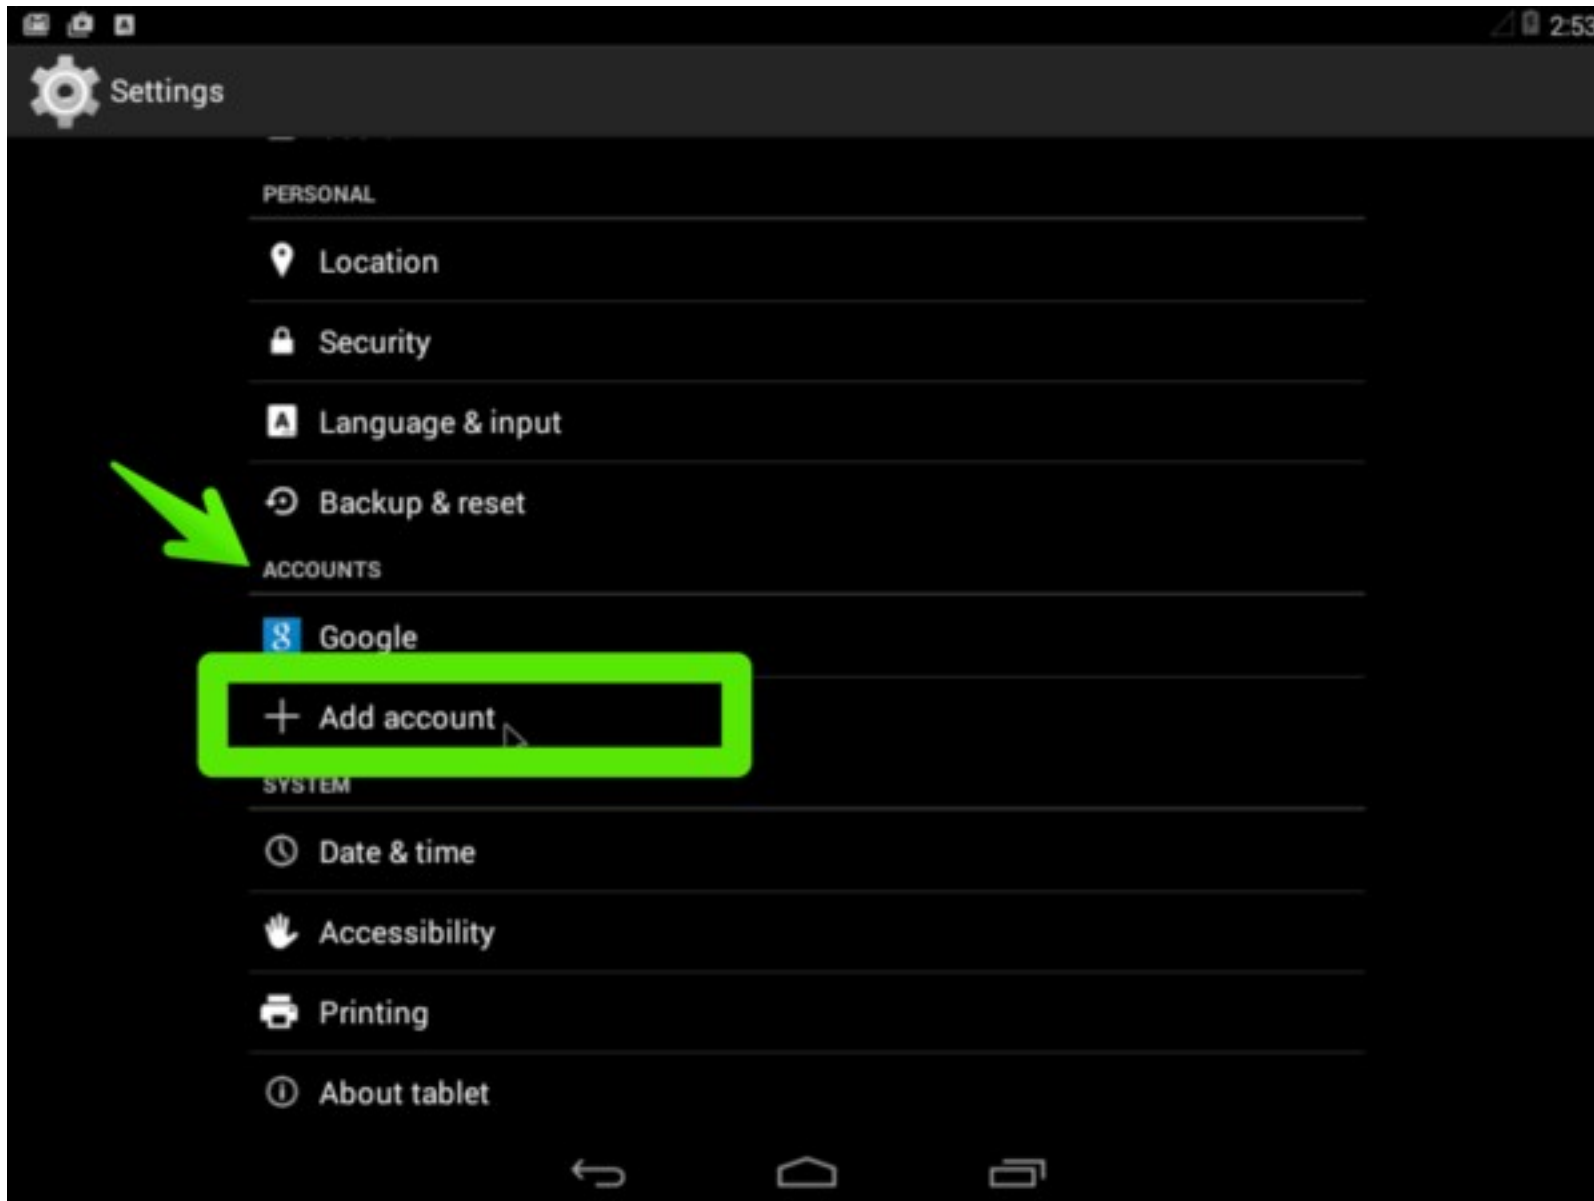 2:53
Settings
PERSONAL
Location
Security
Language & input
Backup & reset
ACCOUNTS
Google
Add account
SYSTEM
Date & time
Accessibility
Printing
About tablet